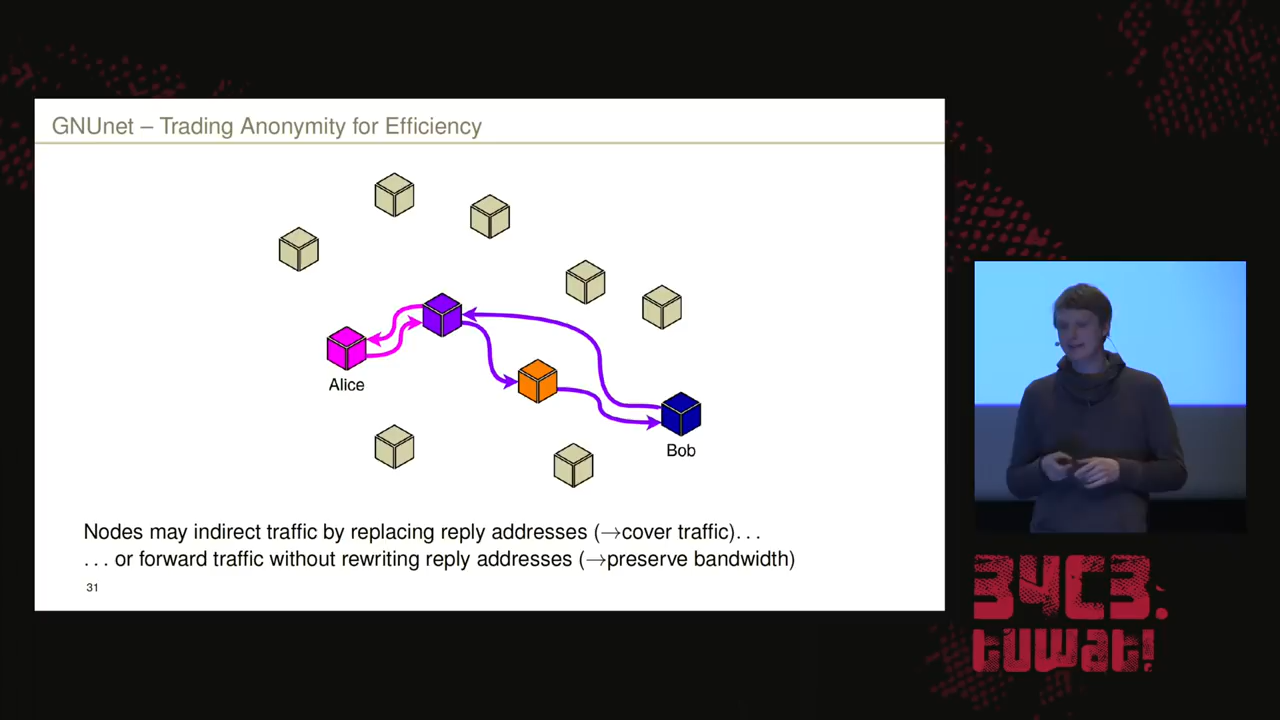 GNUnet – Trading Anonymity for Efficiency
Alice
Bob
Nodes may indirect traffic by replacing reply addresses (→cover traffic)...
... or forward traffic without rewriting reply addresses (→preserve bandwidth)
31
34C3.
tuwat!